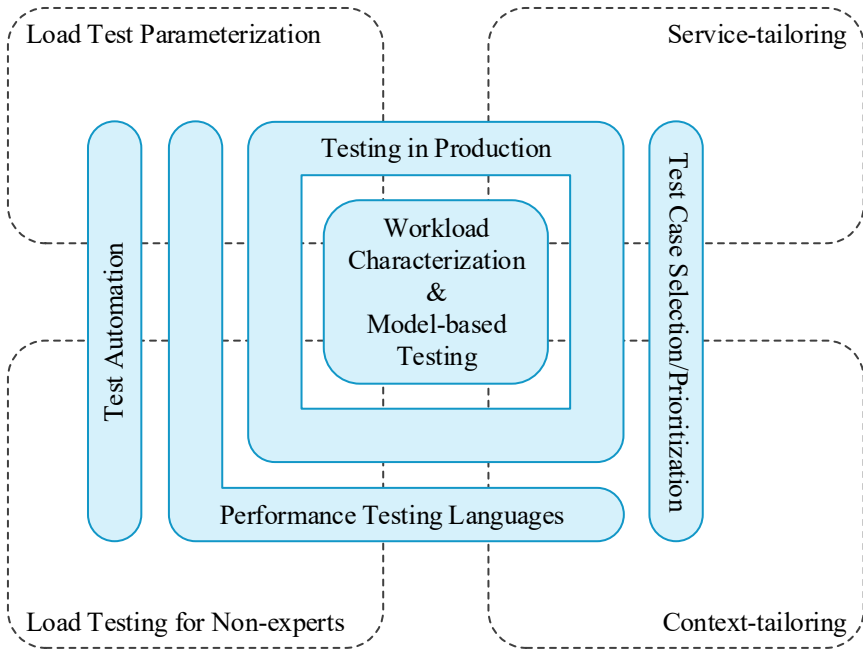 Load Test Parameterization
Service-tailoring
Testing in Production
Workload
Characterization
&
Model-based
Testing
Test Automation
Test Case Selection/Prioritization
Performance Testing Languages
Load Testing for Non-experts
Context-tailoring